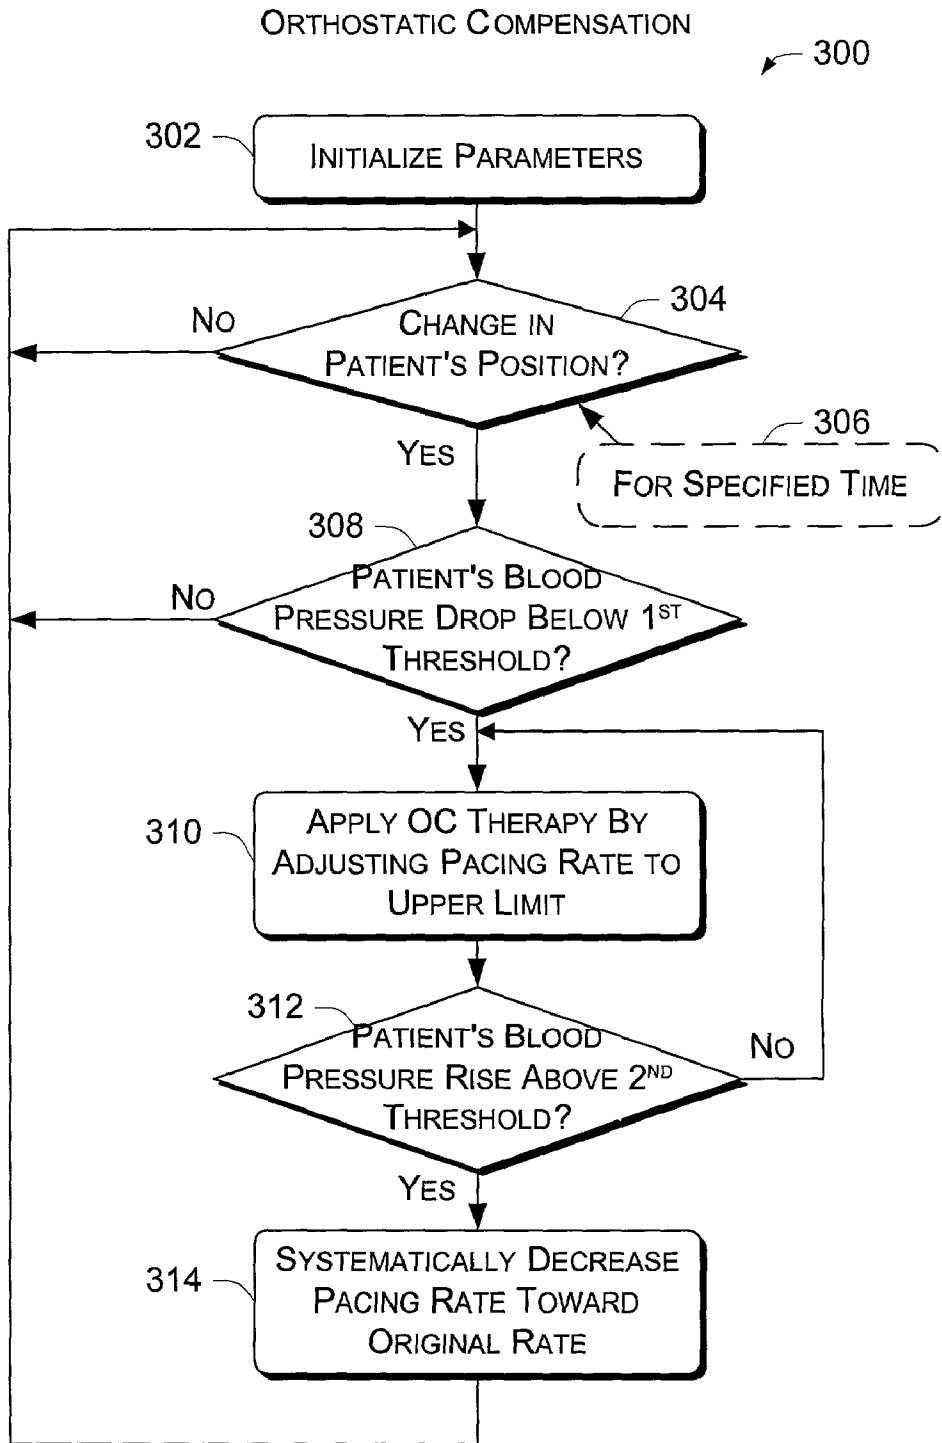 ORTHOSTATIC COMPENSATION
300
302
INITIALIZE PARAMETERS
304
NO
CHANGE IN
PATIENT'S POSITION?
306
YES
FOR SPECIFIED TIME
308
NO
PATIENT'S BLOOD
PRESSURE DROP BELOW 1ST
THRESHOLD?
YES
310
APPLY OC THERAPY BY
ADJUSTING PACING RATE TO
UPPER LIMIT
312
PATIENT'S BLOOD
PRESSURE RISE ABOVE 2ND
THRESHOLD?
NO
YES
314
SYSTEMATICALLY DECREASE
PACING RATE TOWARD
ORIGINAL RATE